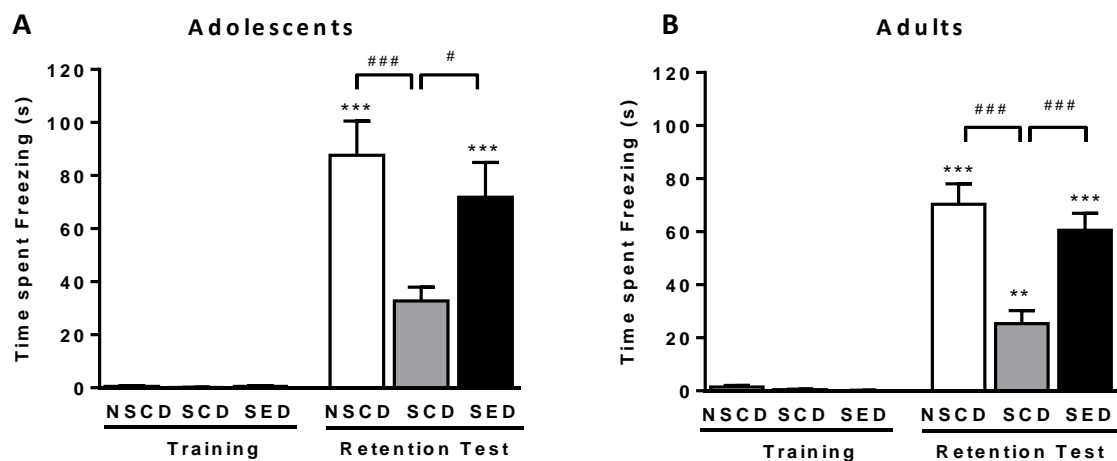 A
Adolescents
Time spent Freezing (s)
120
100
80
60
40
20
0
###
#
***
***
NSCD SCD SED
NSCD SCD SED
Training
Retention Test
B
Adults
Time spent Freezing (s)
120
100
80
60
40
20
0
###
###
***
**
***
NSCD SCD SED
NSCD SCD SED
Training
Retention Test